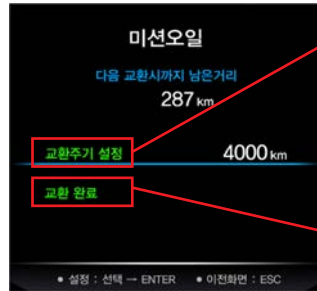 미션오일
다음 교환시까지 남은거리
287 km
교환주기 설정 4000 km
교환 완료
• 설정 : 선택 → ENTER • 이전화면 : ESC